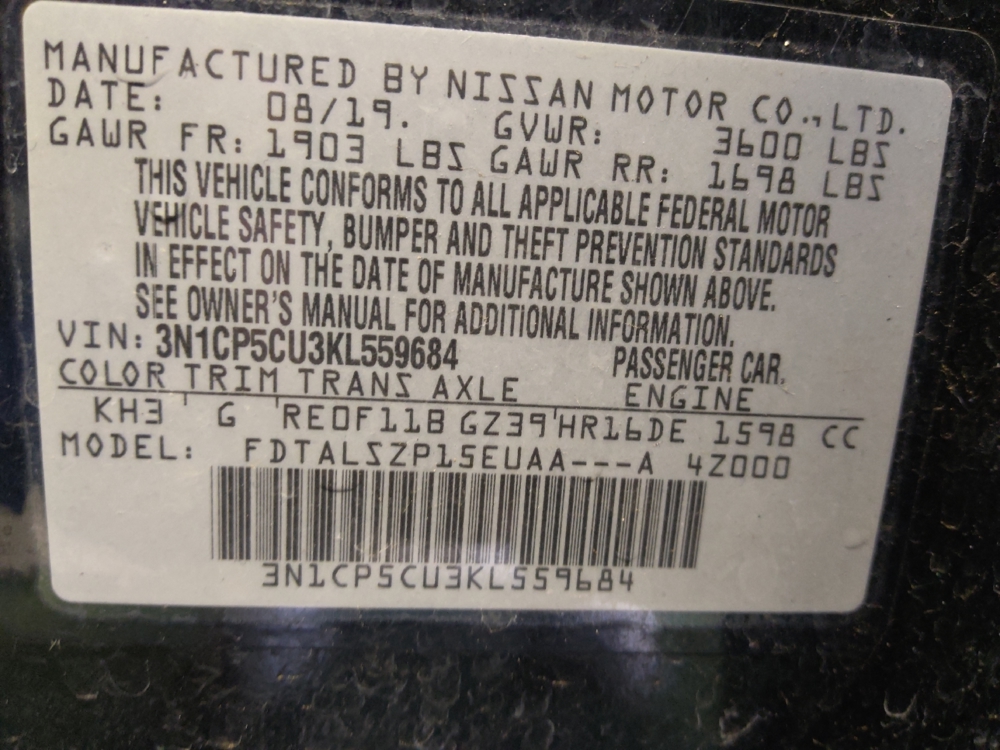 MANUFACTURED BY NISSAN MOTOR CO.,LTD.
DATE: 08/19. GVWR: 3600 LBS
GAWR FR: 1903 LBS GAWR RR: 1698 LBS
THIS VEHICLE CONFORMS TO ALL APPLICABLE FEDERAL MOTOR
VEHICLE SAFETY, BUMPER AND THEFT PREVENTION STANDARDS
IN EFFECT ON THE DATE OF MANUFACTURE SHOWN ABOVE.
SEE OWNER'S MANUAL FOR ADDITIONAL INFORMATION.
VIN: 3N1CP5CU3KL559684 PASSENGER CAR.
COLOR TRIM TRANS AXLE ENGINE
KH3 ' G 'RE0F11B GZ39'HR16DE 1598 CC
MODEL: FDTALSZP15EUAA---A 4Z000
3N1CP5CU3KL559684